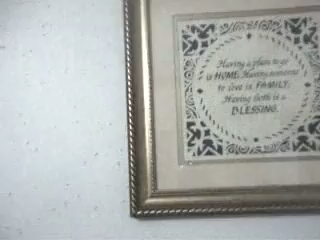 Having a place to go
is HOME. Having someone
to love is FAMILY.
Having both is a
BLESSING.